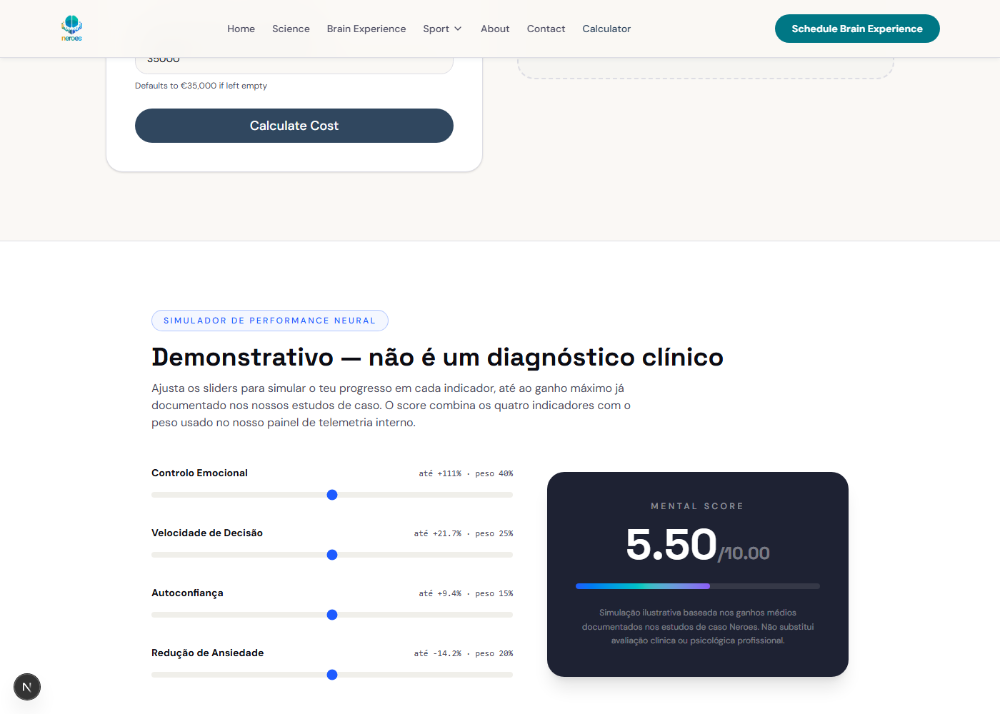 neroes
Home Science Brain Experience Sport About Contact Calculator
Schedule Brain Experience
35000
Defaults to €35,000 if left empty
Calculate Cost
SIMULADOR DE PERFORMANCE NEURAL
Demonstrativo — não é um diagnóstico clínico
Ajusta os sliders para simular o teu progresso em cada indicador, até ao ganho máximo já
documentado nos nossos estudos de caso. O score combina os quatro indicadores com o
peso usado no nosso painel de telemetria interno.
Controlo Emocional até +111% · peso 40%
Velocidade de Decisão até +21.7% · peso 25%
Autoconfiança até +9.4% · peso 15%
Redução de Ansiedade até -14.2% · peso 20%
MENTAL SCORE
5.50/10.00
Simulação ilustrativa baseada nos ganhos médios
documentados nos estudos de caso Neroes. Não substitui
avaliação clínica ou psicológica profissional.
N